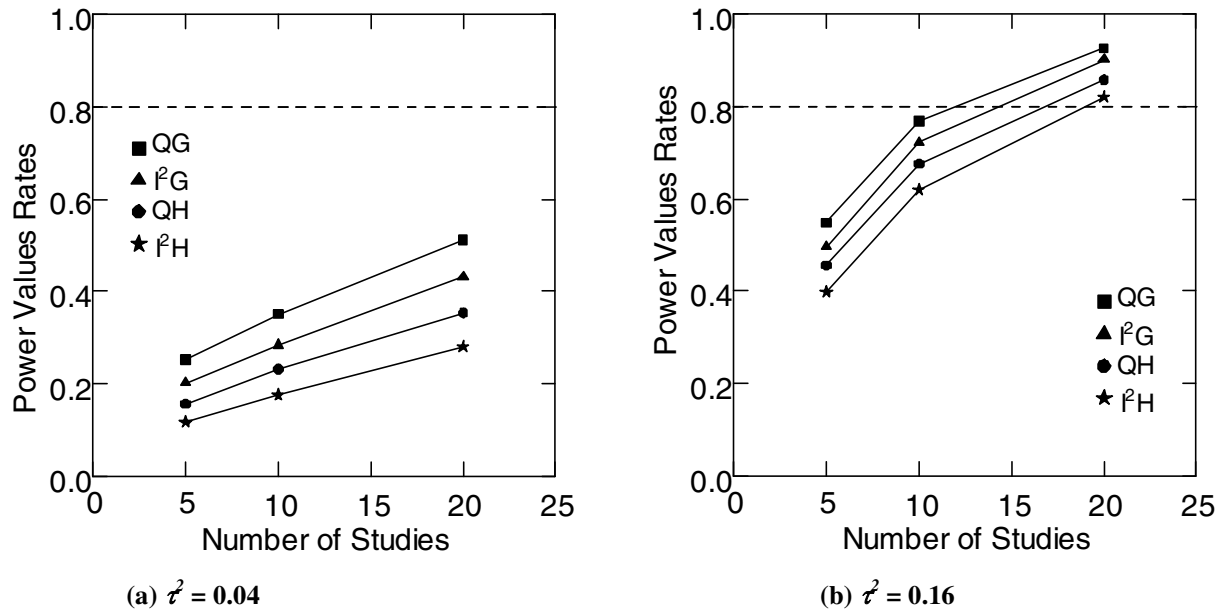 1.0
0.8
0.6
0.4
0.2
0.0
Power Values Rates
QG
I²G
QH
I²H
0 5 10 15 20 25
Number of Studies
(a) τ² = 0.04
1.0
0.8
0.6
0.4
0.2
0.0
Power Values Rates
QG
I²G
QH
I²H
0 5 10 15 20 25
Number of Studies
(b) τ² = 0.16